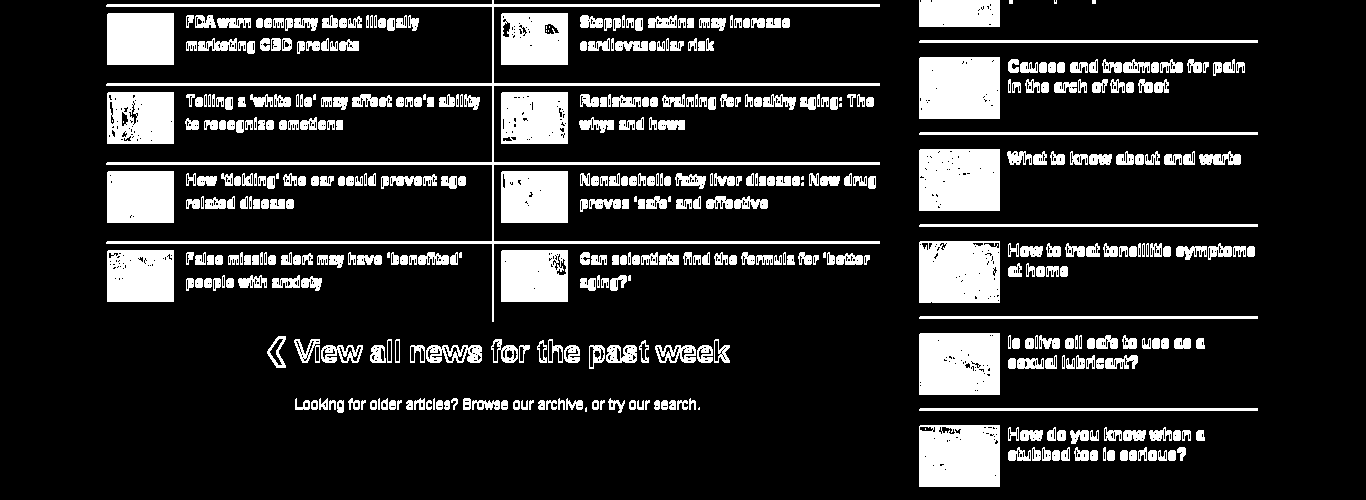 FDA warn company about illegally
marketing CBD products
Telling a 'white lie' may affect one's ability
to recognize emotions
How 'tickling' the ear could prevent age
related disease
False missile alert may have 'benefited'
people with anxiety
Stopping statins may increase
cardiovascular risk
Resistance training for healthy aging: The
whys and hows
Nonalcoholic fatty liver disease: New drug
proves 'safe' and effective
Can scientists find the formula for 'better
aging?'
❮ View all news for the past week
Looking for older articles? Browse our archive, or try our search.
Causes and treatments for pain
in the arch of the foot
What to know about anal warts
How to treat tonsillitis symptoms
at home
Is olive oil safe to use as a
sexual lubricant?
How do you know when a
stubbed toe is serious?